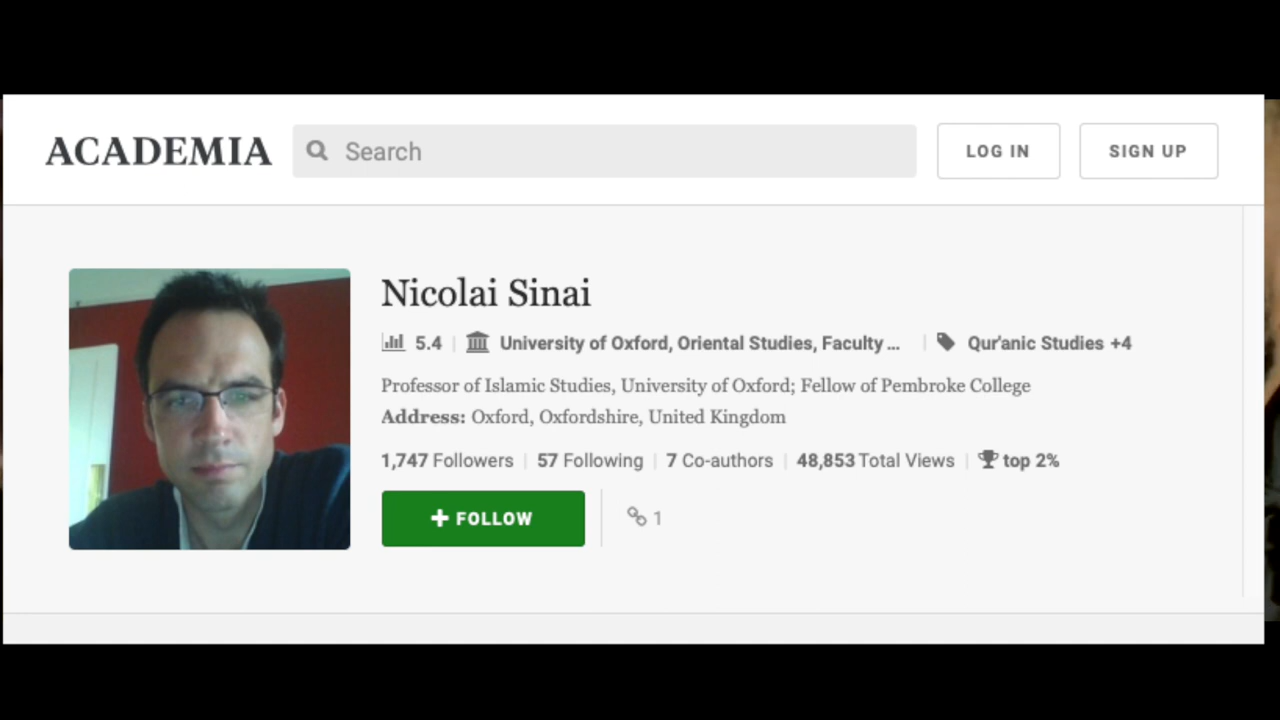 ACADEMIA Search LOG IN SIGN UP
Nicolai Sinai
5.4 University of Oxford, Oriental Studies, Faculty ... Qur'anic Studies +4
Professor of Islamic Studies, University of Oxford; Fellow of Pembroke College
Address: Oxford, Oxfordshire, United Kingdom
1,747 Followers 57 Following 7 Co-authors 48,853 Total Views top 2%
+ FOLLOW 1